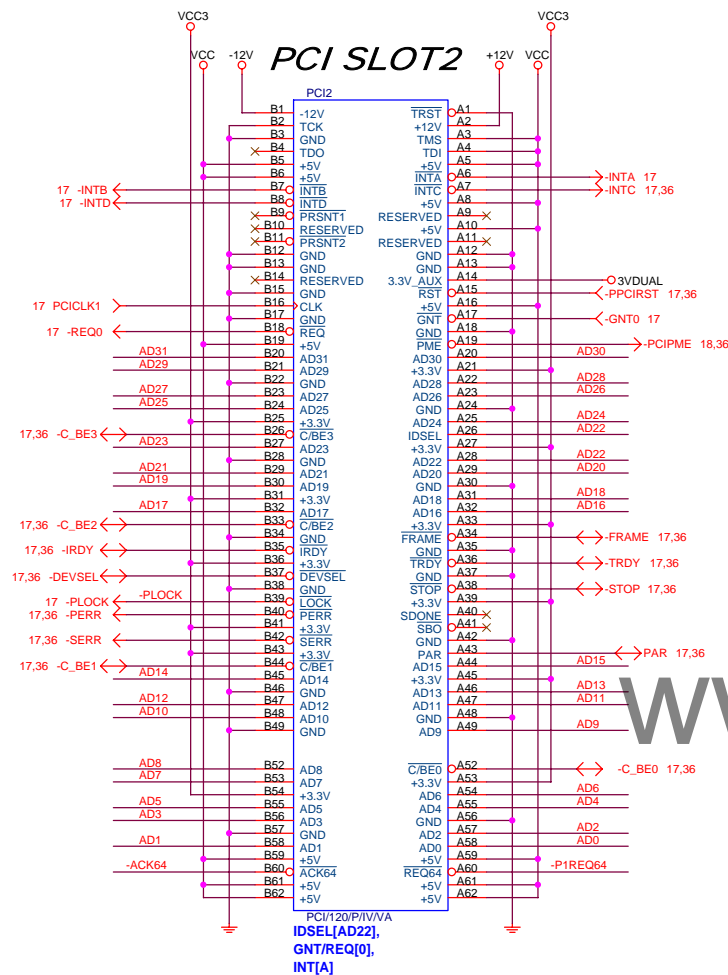 VCC3
VCC3
VCC
-12V
PCI SLOT2
+12V
VCC
PCI2
B1 -12V TRST A1
B2 TCK +12V A2
B3 GND TMS A3
B4 TDO TDI A4
B5 +5V +5V A5
B6 +5V INTA A6 -INTA 17
17 -INTB B7 INTB INTC A7 -INTC 17,36
17 -INTD B8 INTD +5V A8
B9 PRSNT1 RESERVED A9
B10 RESERVED +5V A10
B11 PRSNT2 RESERVED A11
B12 GND GND A12
B13 GND GND A13
B14 RESERVED 3.3V_AUX A14 3VDUAL
B15 GND RST A15 -PPCIRST 17,36
17 PCICLK1 B16 CLK +5V A16
B17 GND GNT A17 -GNT0 17
17 -REQ0 B18 REQ GND A18
B19 +5V PME A19 -PCIPME 18,36
AD31 B20 AD31 AD30 A20 AD30
AD29 B21 AD29 +3.3V A21
B22 GND AD28 A22 AD28
AD27 B23 AD27 AD26 A23 AD26
AD25 B24 AD25 GND A24
B25 +3.3V AD24 A25 AD24
17,36 -C_BE3 B26 C/BE3 IDSEL A26 AD22
AD23 B27 AD23 +3.3V A27
B28 GND AD22 A28 AD22
AD21 B29 AD21 AD20 A29 AD20
AD19 B30 AD19 GND A30
B31 +3.3V AD18 A31 AD18
AD17 B32 AD17 AD16 A32 AD16
17,36 -C_BE2 B33 C/BE2 +3.3V A33
B34 GND FRAME A34 -FRAME 17,36
17,36 -IRDY B35 IRDY GND A35
B36 +3.3V TRDY A36 -TRDY 17,36
17,36 -DEVSEL B37 DEVSEL GND A37
B38 GND STOP A38 -STOP 17,36
17 -PLOCK -PLOCK B39 LOCK +3.3V A39
17,36 -PERR B40 PERR SDONE A40
B41 +3.3V SBO A41
17,36 -SERR B42 SERR GND A42
B43 +3.3V PAR A43 PAR 17,36
17,36 -C_BE1 B44 C/BE1 AD15 A44 AD15
AD14 B45 AD14 +3.3V A45
B46 GND AD13 A46 AD13
AD12 B47 AD12 AD11 A47 AD11
AD10 B48 AD10 GND A48
B49 GND AD9 A49 AD9
AD8 B52 AD8 C/BE0 A52 -C_BE0 17,36
AD7 B53 AD7 +3.3V A53
B54 +3.3V AD6 A54 AD6
AD5 B55 AD5 AD4 A55 AD4
AD3 B56 AD3 GND A56
B57 GND AD2 A57 AD2
AD1 B58 AD1 AD0 A58 AD0
B59 +5V +5V A59
-ACK64 B60 ACK64 REQ64 A60 -P1REQ64
B61 +5V +5V A61
B62 +5V +5V A62
PCI/120/P/IV/VA
IDSEL[AD22],
GNT/REQ[0],
INT[A]